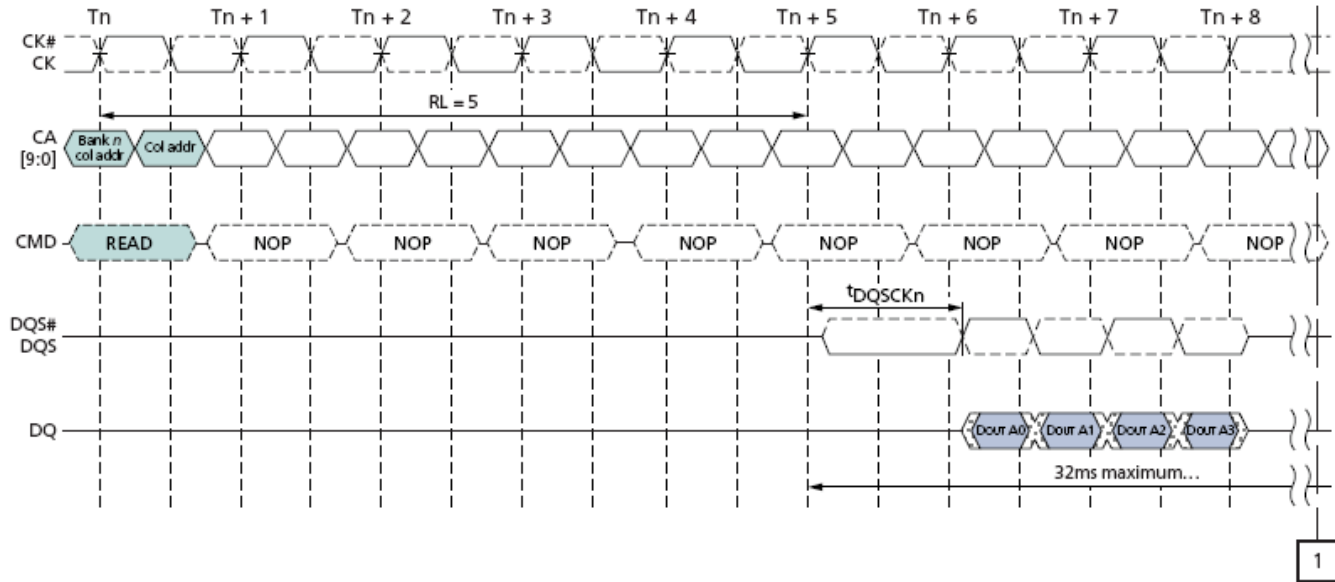 Tn Tn + 1 Tn + 2 Tn + 3 Tn + 4 Tn + 5 Tn + 6 Tn + 7 Tn + 8
CK#
CK
RL = 5
CA
[9:0]
Bank n
col addr
Col addr
CMD READ NOP NOP NOP NOP NOP NOP NOP NOP
tDQSCKn
DQS#
DQS
DQ DOUT A0 DOUT A1 DOUT A2 DOUT A3
32ms maximum…
1